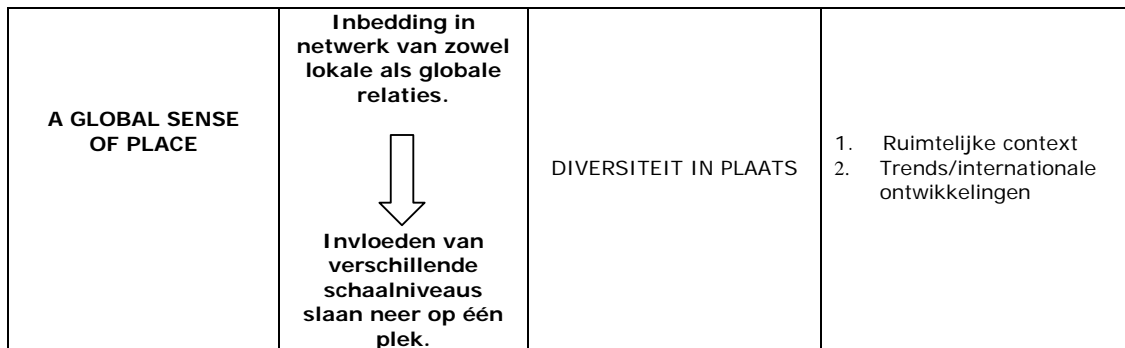 A GLOBAL SENSE
OF PLACE
Inbedding in
netwerk van zowel
lokale als globale
relaties.
Invloeden van
verschillende
schaalniveaus
slaan neer op één
plek.
DIVERSITEIT IN PLAATS
1. Ruimtelijke context
2. Trends/internationale
ontwikkelingen